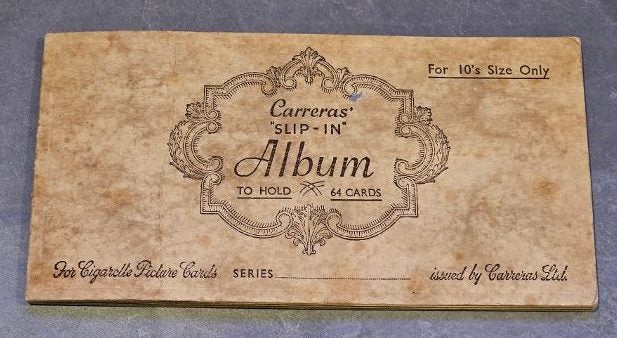 For 10's Size Only
Carreras'
"SLIP-IN"
Album
TO HOLD 64 CARDS
For Cigarette Picture Cards SERIES
issued by Carreras Ltd.